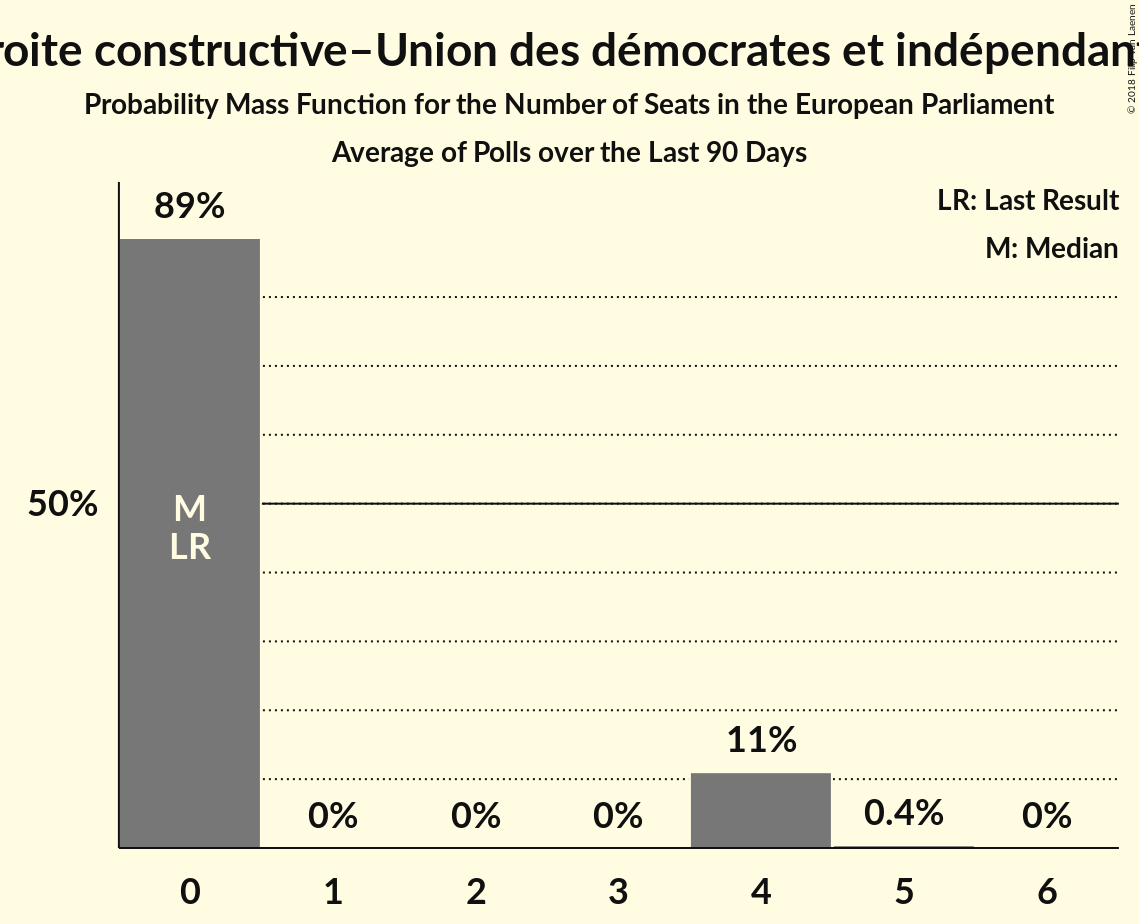 roite constructive–Union des démocrates et indépendan
© 2018 Filip van Laenen
Probability Mass Function for the Number of Seats in the European Parliament
Average of Polls over the Last 90 Days
LR: Last Result
M: Median
89%
50%
M
LR
11%
0%
0%
0%
0.4%
0%
0
1
2
3
4
5
6